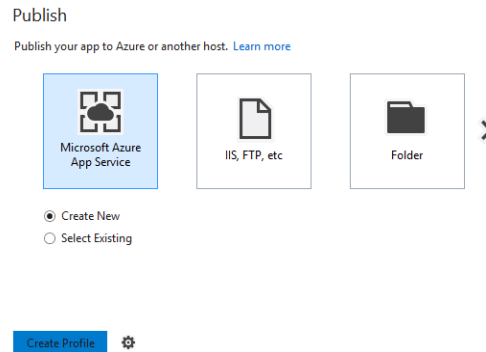 Publish
Publish your app to Azure or another host. Learn more
Microsoft Azure
App Service
IIS, FTP, etc
Folder
Create New
Select Existing
Create Profile